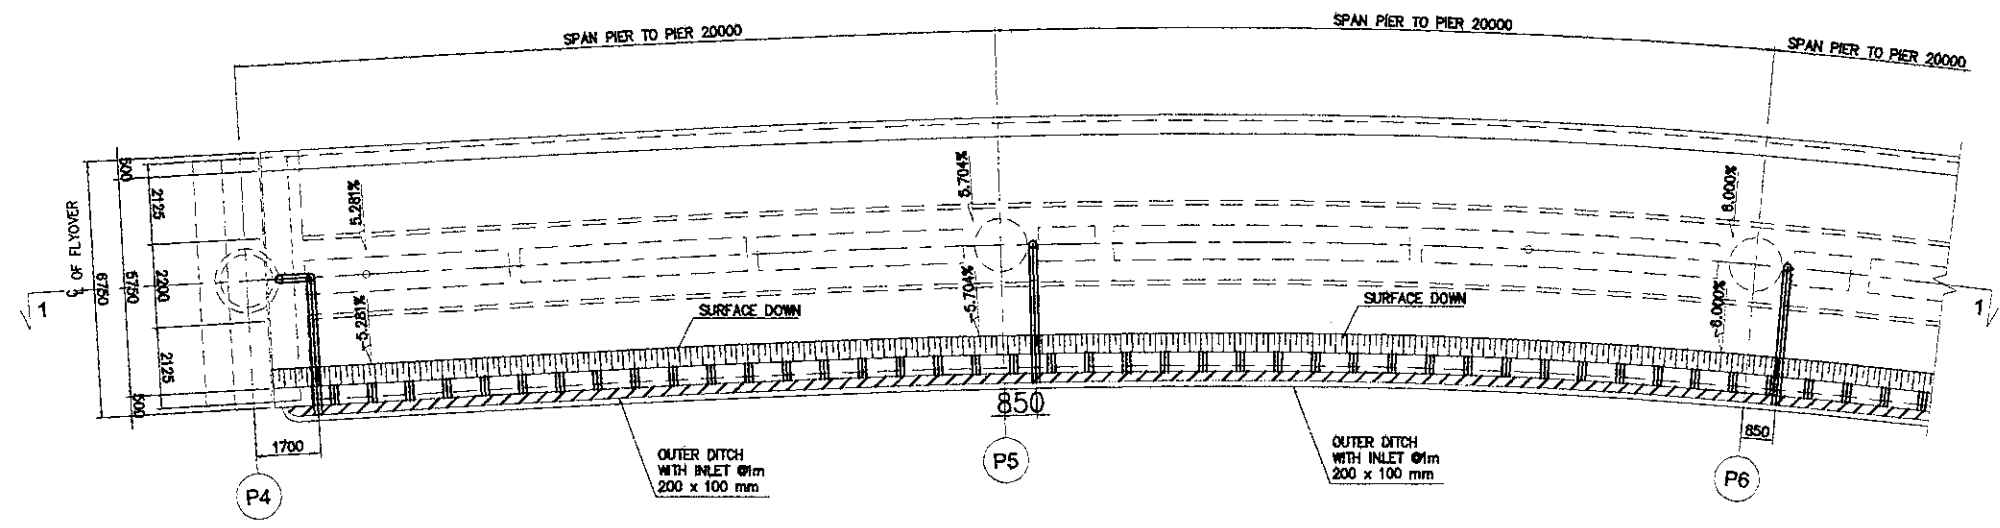 SPAN PIER TO PIER 20000
SPAN PIER TO PIER 20000
SPAN PIER TO PIER 20000
500
2125
2200
2125
500
5750
6750
℄ OF FLYOVER
1
1
5.281%
-5.281%
5.704%
-5.704%
6.000%
-6.000%
SURFACE DOWN
SURFACE DOWN
1700
850
850
OUTER DITCH
WITH INLET @1m
200 x 100 mm
OUTER DITCH
WITH INLET @1m
200 x 100 mm
P4
P5
P6